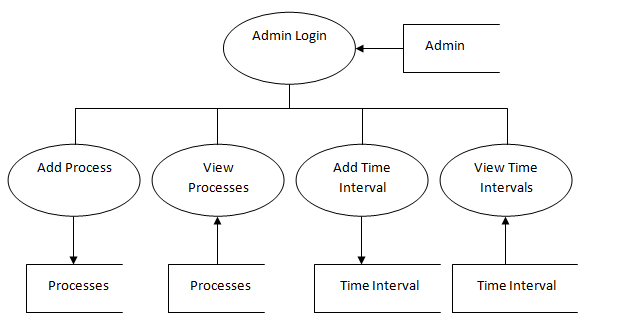 Admin Login
Admin
Add Process
View
Processes
Add Time
Interval
View Time
Intervals
Processes
Processes
Time Interval
Time Interval